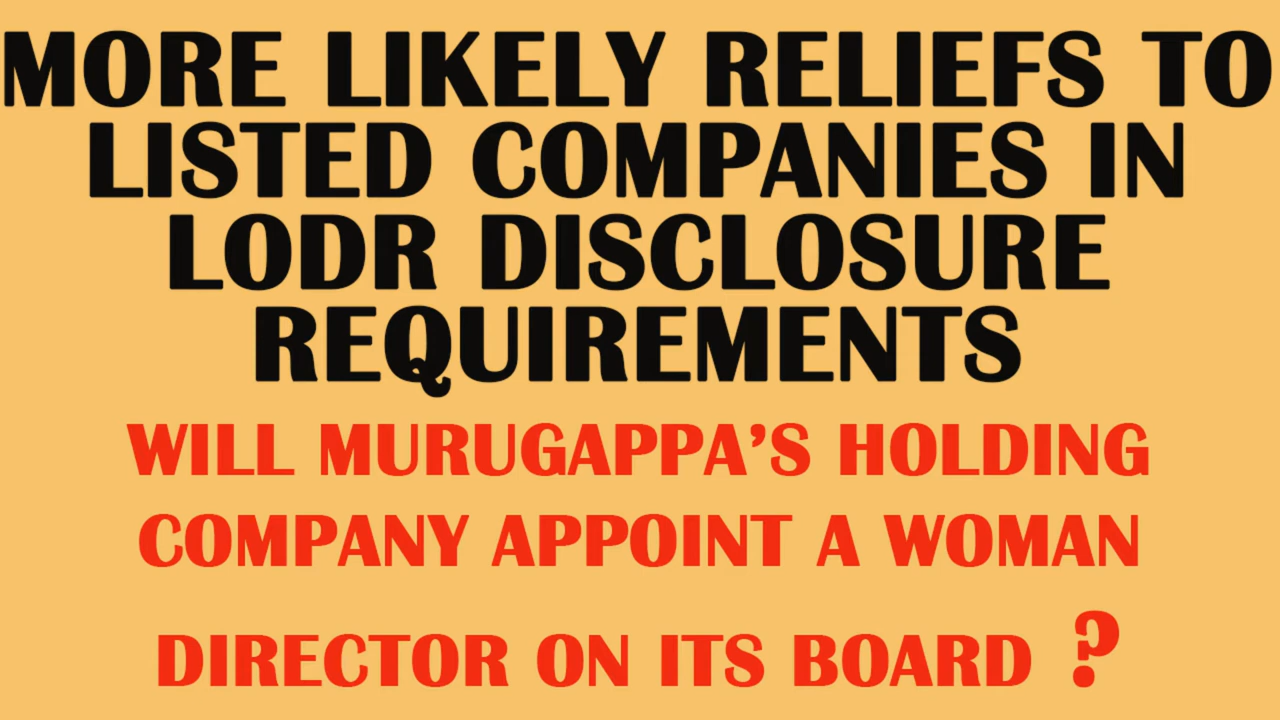 MORE LIKELY RELIEFS TO
LISTED COMPANIES IN
LODR DISCLOSURE
REQUIREMENTS
WILL MURUGAPPA'S HOLDING
COMPANY APPOINT A WOMAN
DIRECTOR ON ITS BOARD ?